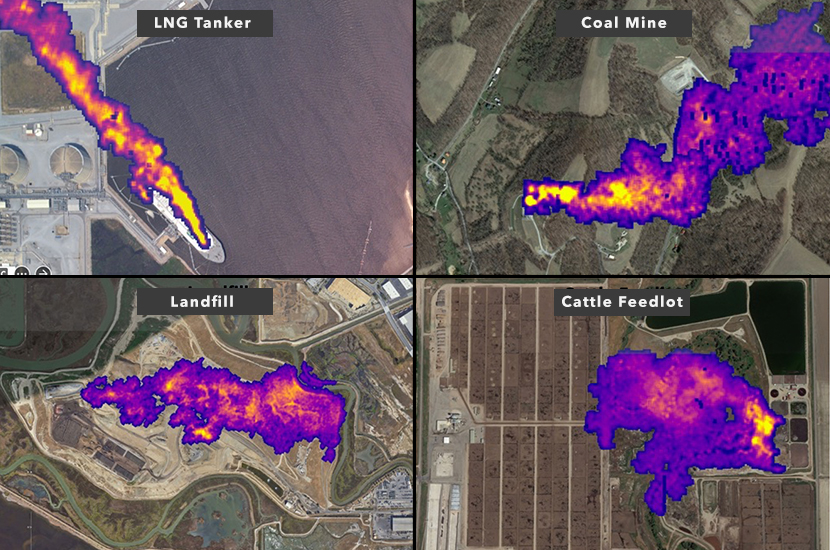 LNG Tanker
Coal Mine
Landfill
Cattle Feedlot